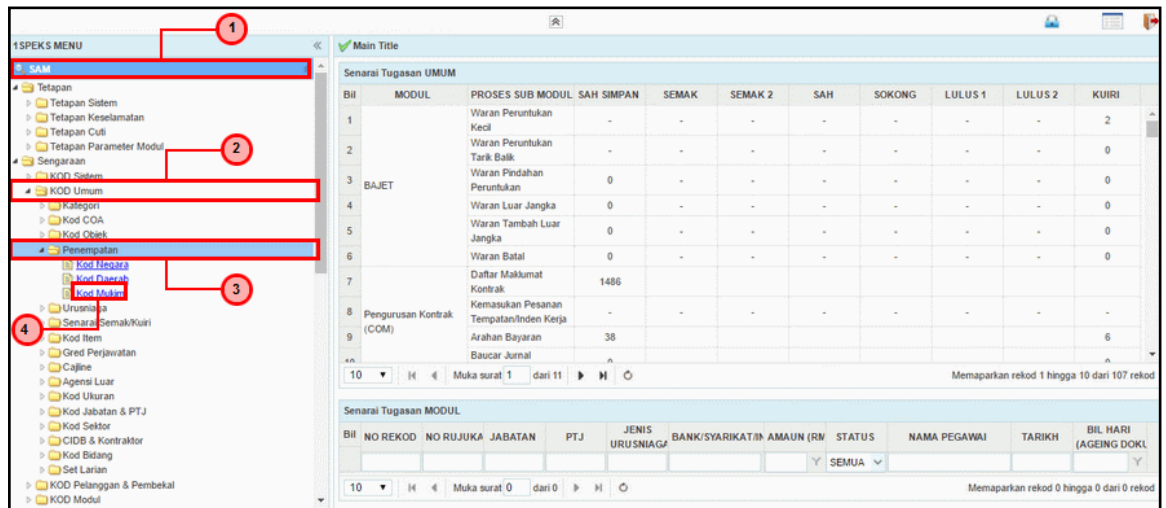 1
1SPEKS MENU
SAM
Tetapan
Tetapan Sistem
Tetapan Keselamatan
Tetapan Cuti
Tetapan Parameter Modul
2
Sengaraan
KOD Sistem
KOD Umum
Kategori
Kod COA
Kod Objek
Penempatan
Kod Negara
Kod Daerah
3
Kod Mukim
Urusniaga
Senarai Semak/Kuiri
4
Kod Item
Gred Perjawatan
Cajline
Agensi Luar
Kod Ukuran
Kod Jabatan & PTJ
Kod Sektor
CIDB & Kontraktor
Kod Bidang
Set Larian
KOD Pelanggan & Pembekal
KOD Modul
Main Title
Senarai Tugasan UMUM
Bil MODUL PROSES SUB MODUL SAH SIMPAN SEMAK SEMAK 2 SAH SOKONG LULUS 1 LULUS 2 KUIRI
1 Waran Peruntukan Kecil - - - - - - - 2
2 Waran Peruntukan Tarik Balik - - - - - - - 0
3 BAJET Waran Pindahan Peruntukan 0 - - - - - - 0
4 Waran Luar Jangka 0 - - - - - - 0
5 Waran Tambah Luar Jangka 0 - - - - - - 0
6 Waran Batal 0 - - - - - - 0
7 Daftar Maklumat Kontrak 1486
8 Pengurusan Kontrak (COM) Kemasukan Pesanan Tempatan/Inden Kerja - - - - - - - -
9 Arahan Bayaran 38 6
10 Baucar Jurnal 0 0
10 Muka surat 1 dari 11 Memaparkan rekod 1 hingga 10 dari 107 rekod
Senarai Tugasan MODUL
Bil NO REKOD NO RUJUKA JABATAN PTJ JENIS URUSNIAGA BANK/SYARIKAT/IN AMAUN (RM STATUS NAMA PEGAWAI TARIKH BIL HARI (AGEING DOKU
SEMUA
10 Muka surat 0 dari 0 Memaparkan rekod 0 hingga 0 dari 0 rekod